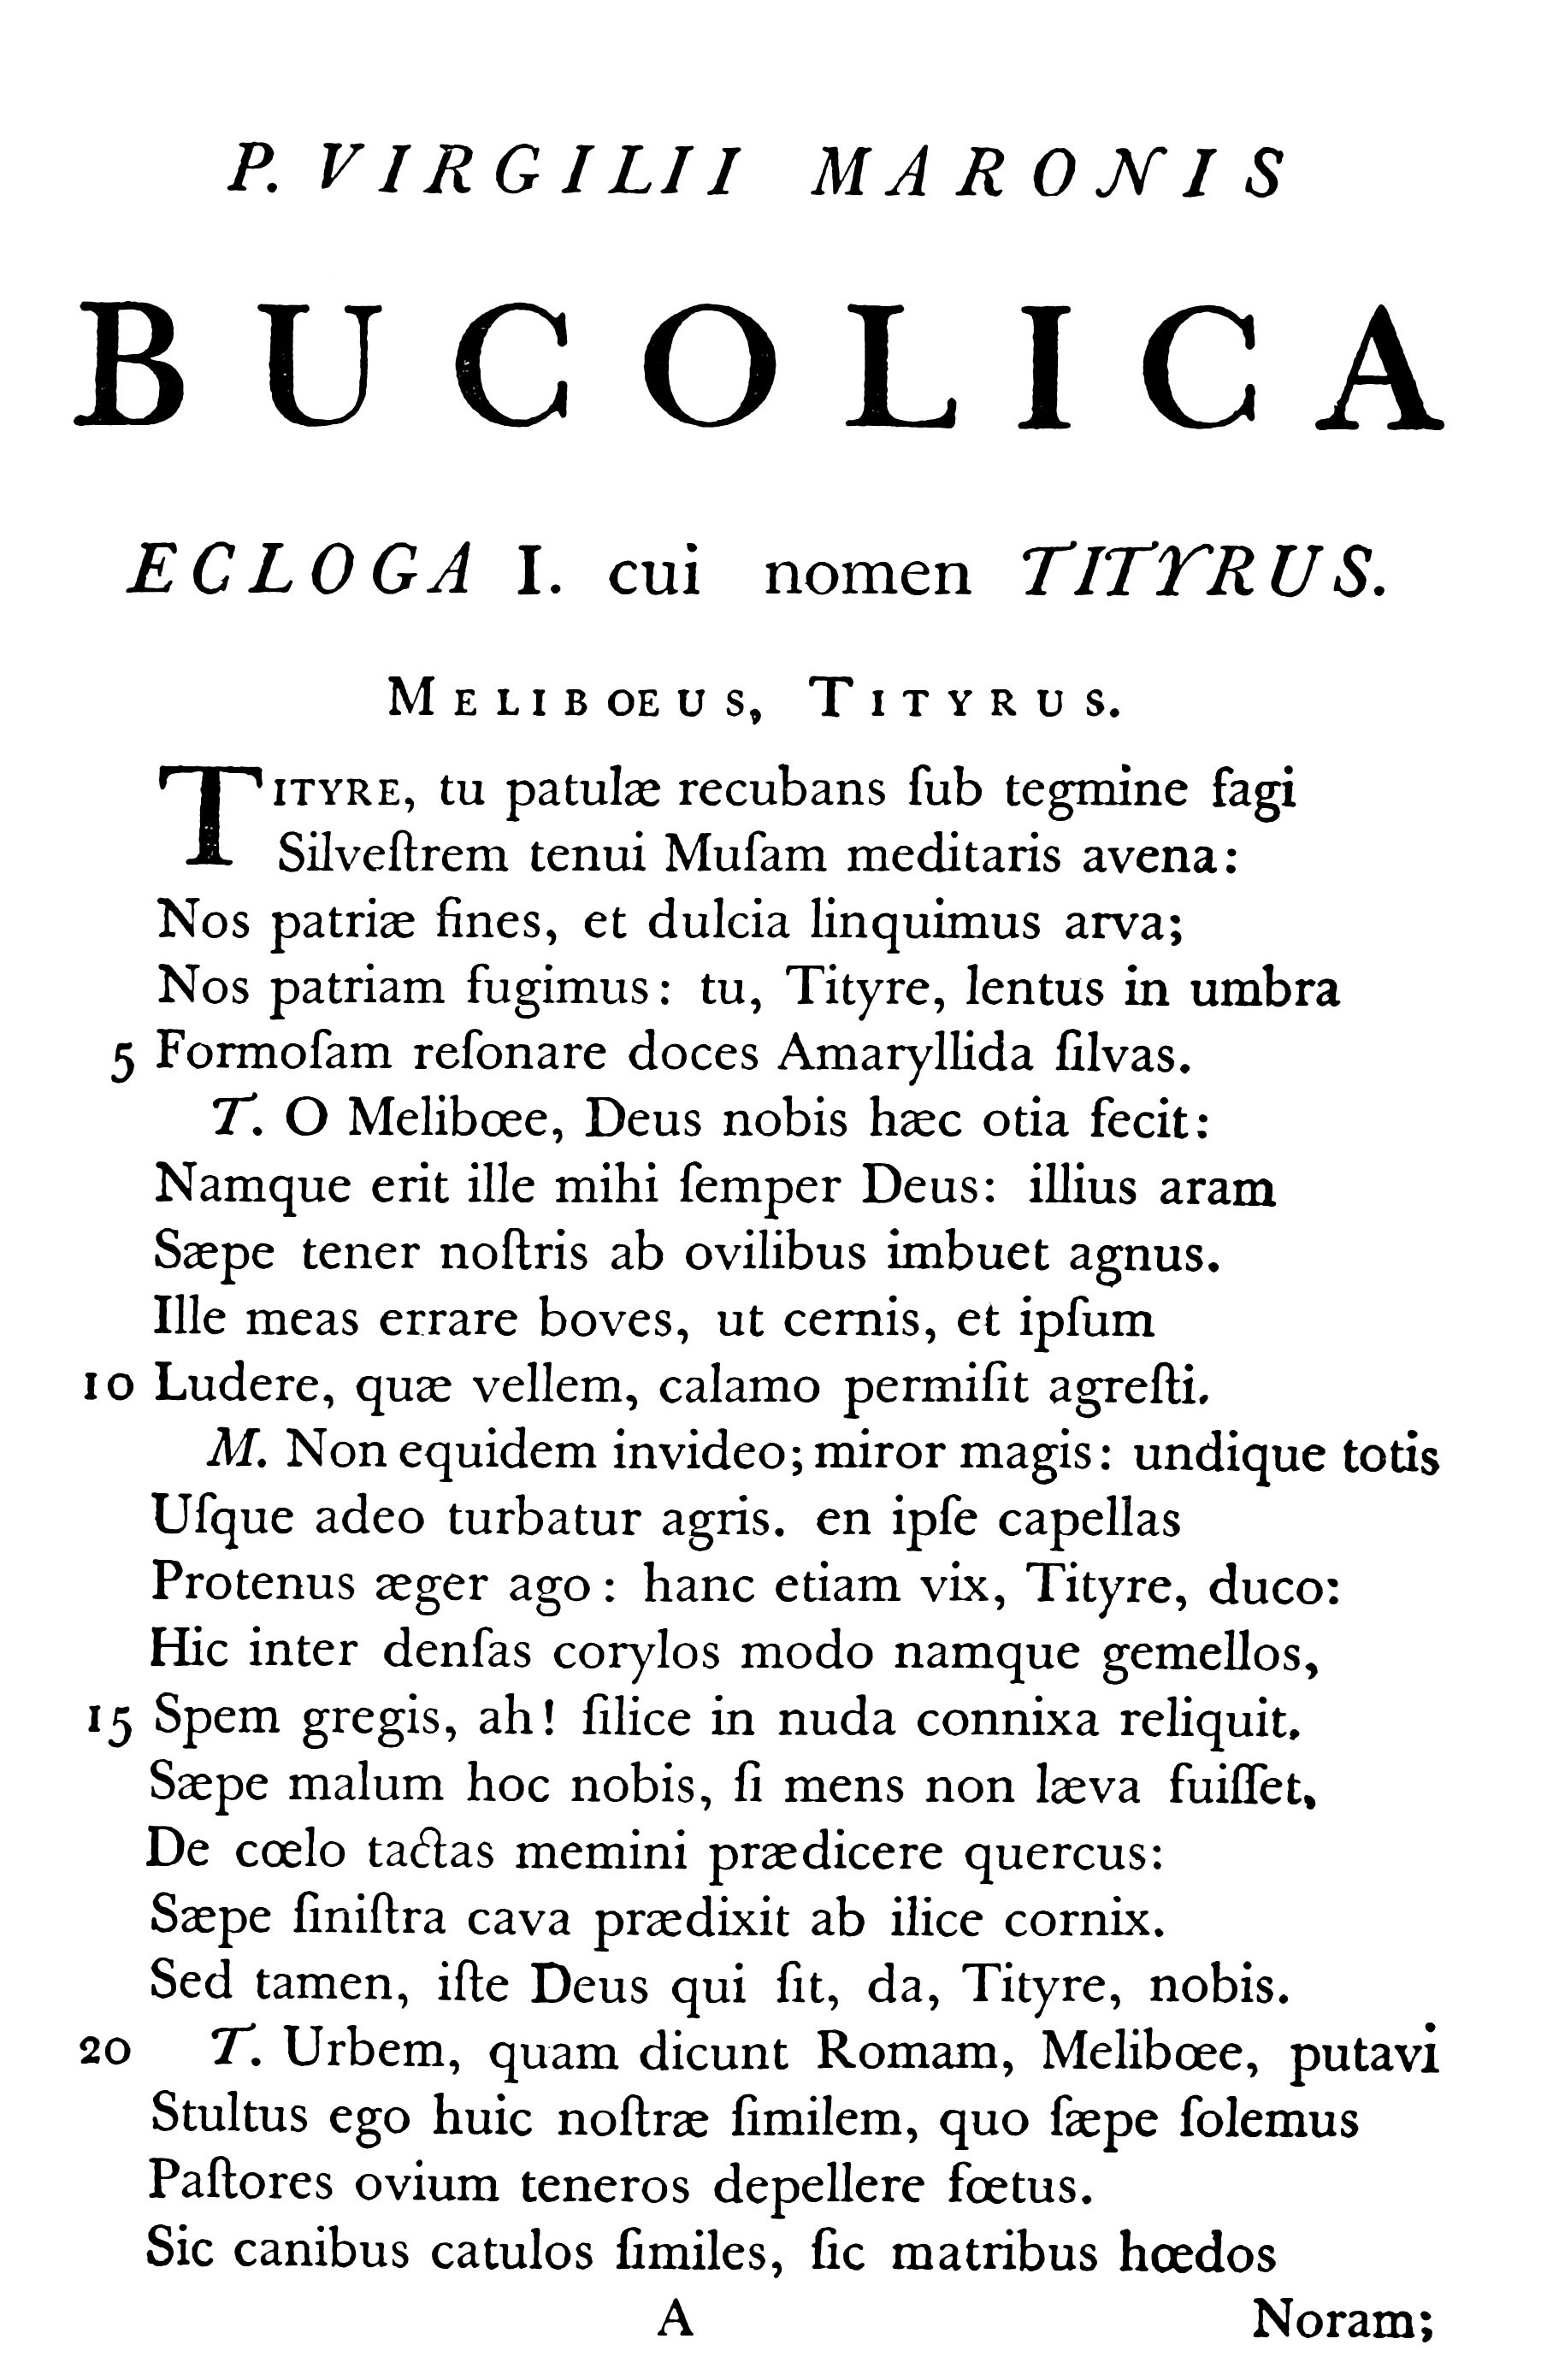 P. VIRGILII MARONIS
BUCOLICA
ECLOGA I. cui nomen TITYRUS.
MELIBOEUS, TITYRUS.
TITYRE, tu patulæ recubans ſub tegmine fagi
Silveſtrem tenui Muſam meditaris avena:
Nos patriæ fines, et dulcia linquimus arva;
Nos patriam fugimus: tu, Tityre, lentus in umbra
5 Formoſam reſonare doces Amaryllida ſilvas.
T. O Melibœe, Deus nobis hæc otia fecit:
Namque erit ille mihi ſemper Deus: illius aram
Sæpe tener noſtris ab ovilibus imbuet agnus.
Ille meas errare boves, ut cernis, et ipſum
10 Ludere, quæ vellem, calamo permiſit agreſti.
M. Non equidem invideo; miror magis: undique totis
Uſque adeo turbatur agris. en ipſe capellas
Protenus æger ago: hanc etiam vix, Tityre, duco:
Hic inter denſas corylos modo namque gemellos,
15 Spem gregis, ah! ſilice in nuda connixa reliquit.
Sæpe malum hoc nobis, ſi mens non læva fuiſſet,
De cœlo tactas memini prædicere quercus:
Sæpe ſiniſtra cava prædixit ab ilice cornix.
Sed tamen, iſte Deus qui ſit, da, Tityre, nobis.
20 T. Urbem, quam dicunt Romam, Melibœe, putavi
Stultus ego huic noſtræ ſimilem, quo ſæpe ſolemus
Paſtores ovium teneros depellere fœtus.
Sic canibus catulos ſimiles, ſic matribus hœdos
A Noram;